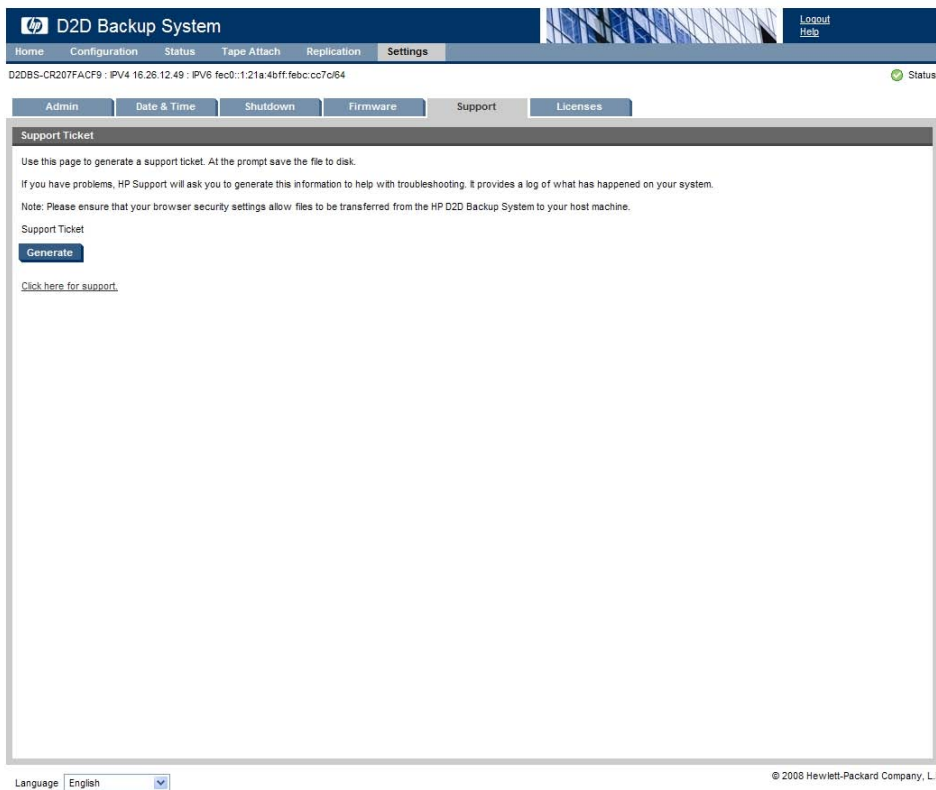 hp D2D Backup System
Logout
Help
Home Configuration Status Tape Attach Replication Settings
D2DBS-CR207FACF9 : IPV4 16.26.12.49 : IPV6 fec0::1:21a:4bff:febc:cc7c/64
Status
Admin Date & Time Shutdown Firmware Support Licenses
Support Ticket
Use this page to generate a support ticket. At the prompt save the file to disk.
If you have problems, HP Support will ask you to generate this information to help with troubleshooting. It provides a log of what has happened on your system.
Note: Please ensure that your browser security settings allow files to be transferred from the HP D2D Backup System to your host machine.
Support Ticket
Generate
Click here for support.
Language English
© 2008 Hewlett-Packard Company, L.